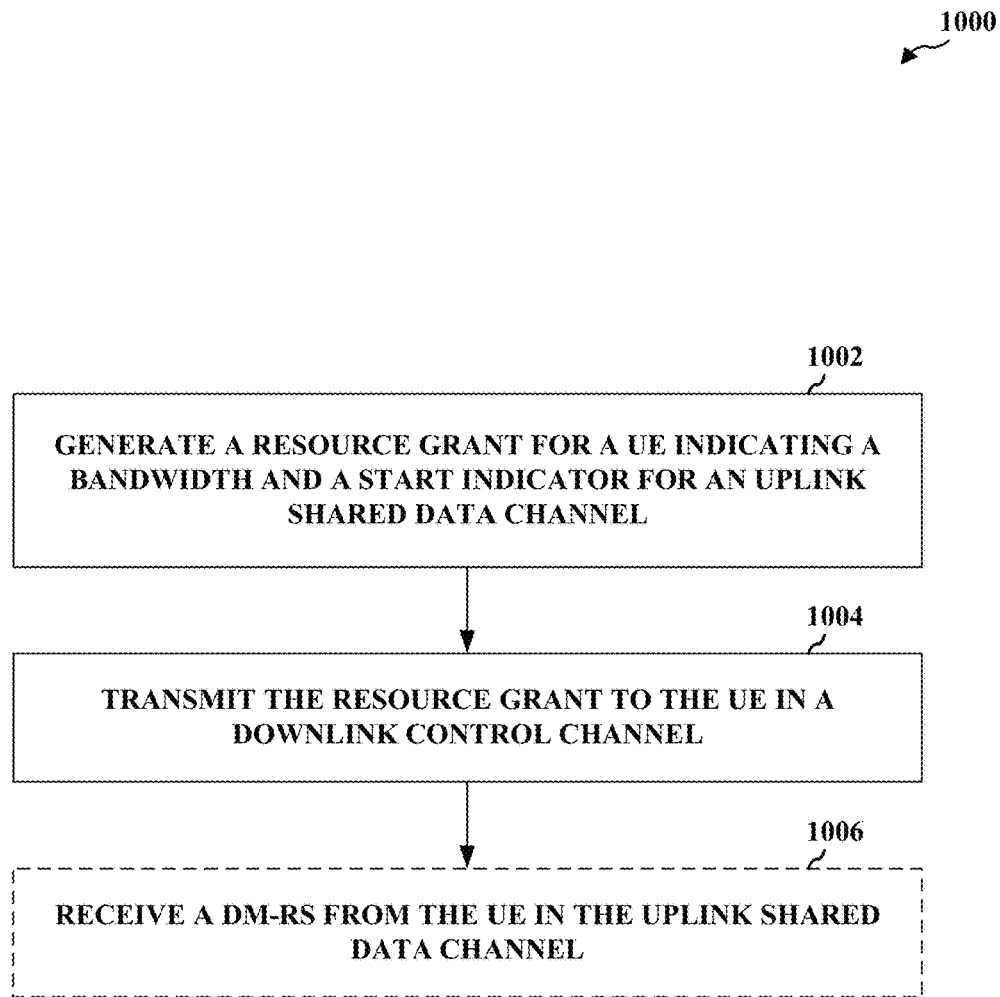 1000
1002
GENERATE A RESOURCE GRANT FOR A UE INDICATING A
BANDWIDTH AND A START INDICATOR FOR AN UPLINK
SHARED DATA CHANNEL
1004
TRANSMIT THE RESOURCE GRANT TO THE UE IN A
DOWNLINK CONTROL CHANNEL
1006
RECEIVE A DM-RS FROM THE UE IN THE UPLINK SHARED
DATA CHANNEL